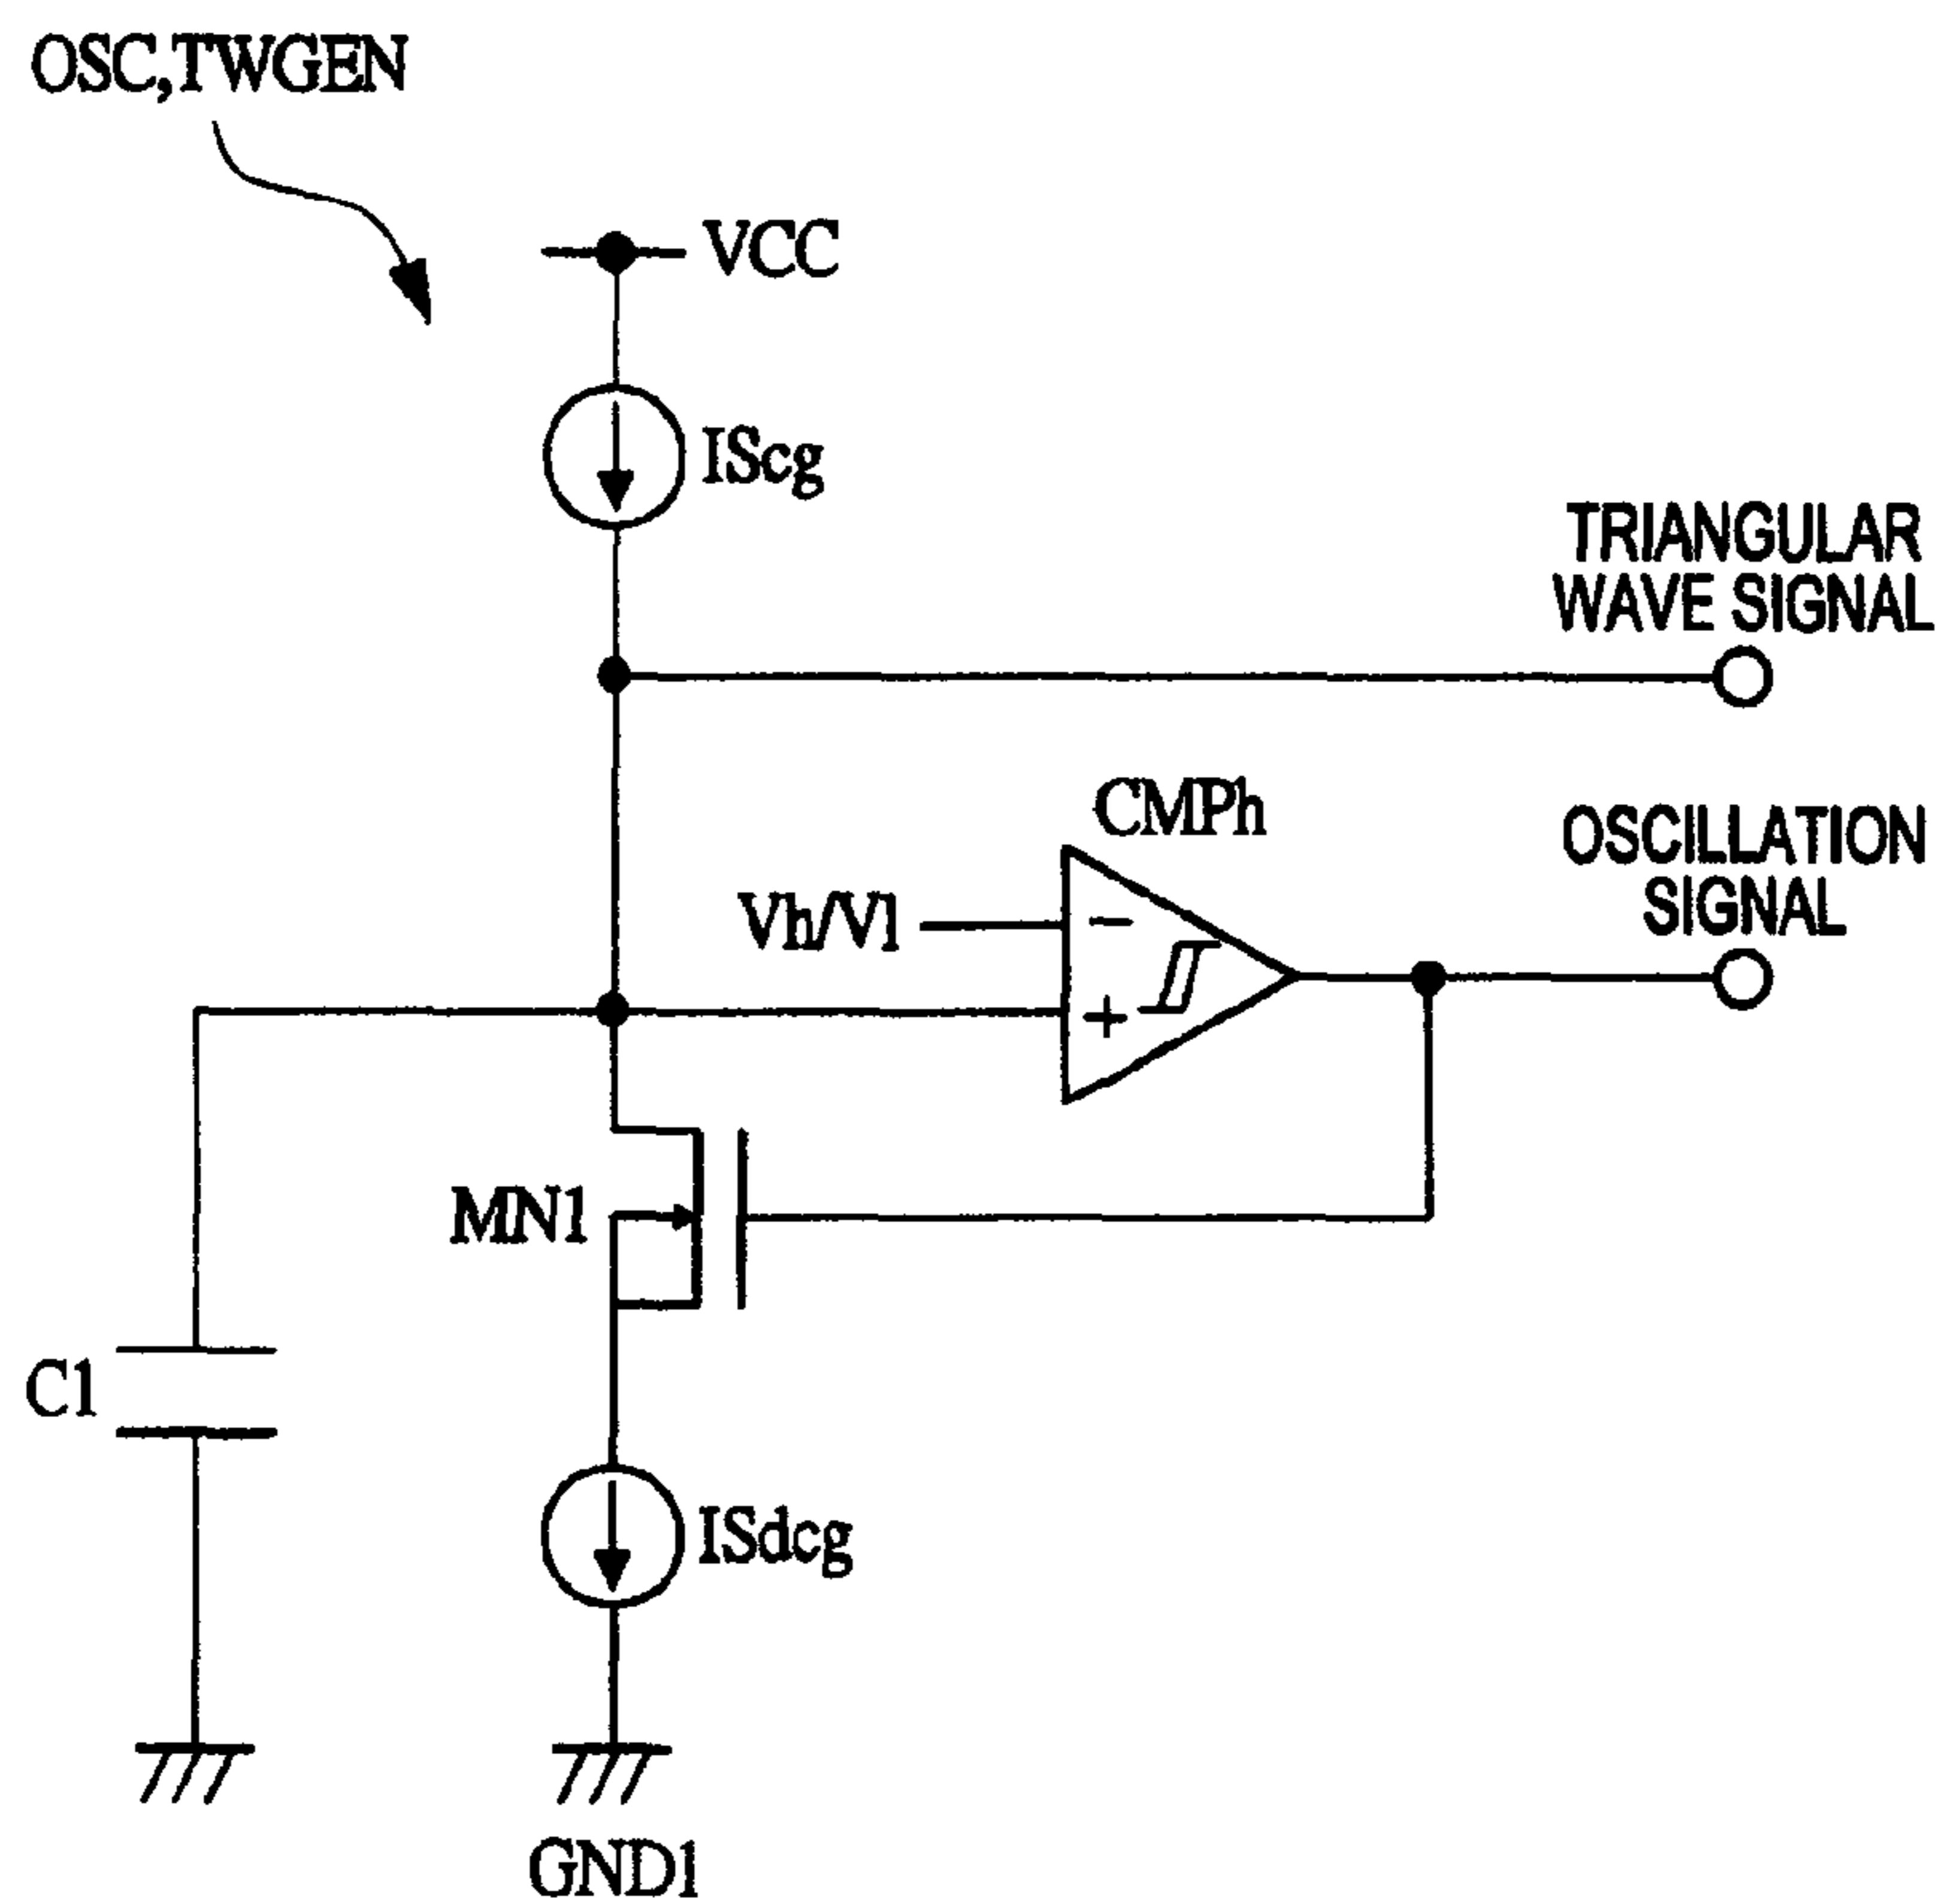 OSC,TWGEN
VCC
IScg
TRIANGULAR
WAVE SIGNAL
CMPh
OSCILLATION
SIGNAL
Vh/Vl
-
+
MN1
C1
ISdcg
GND1